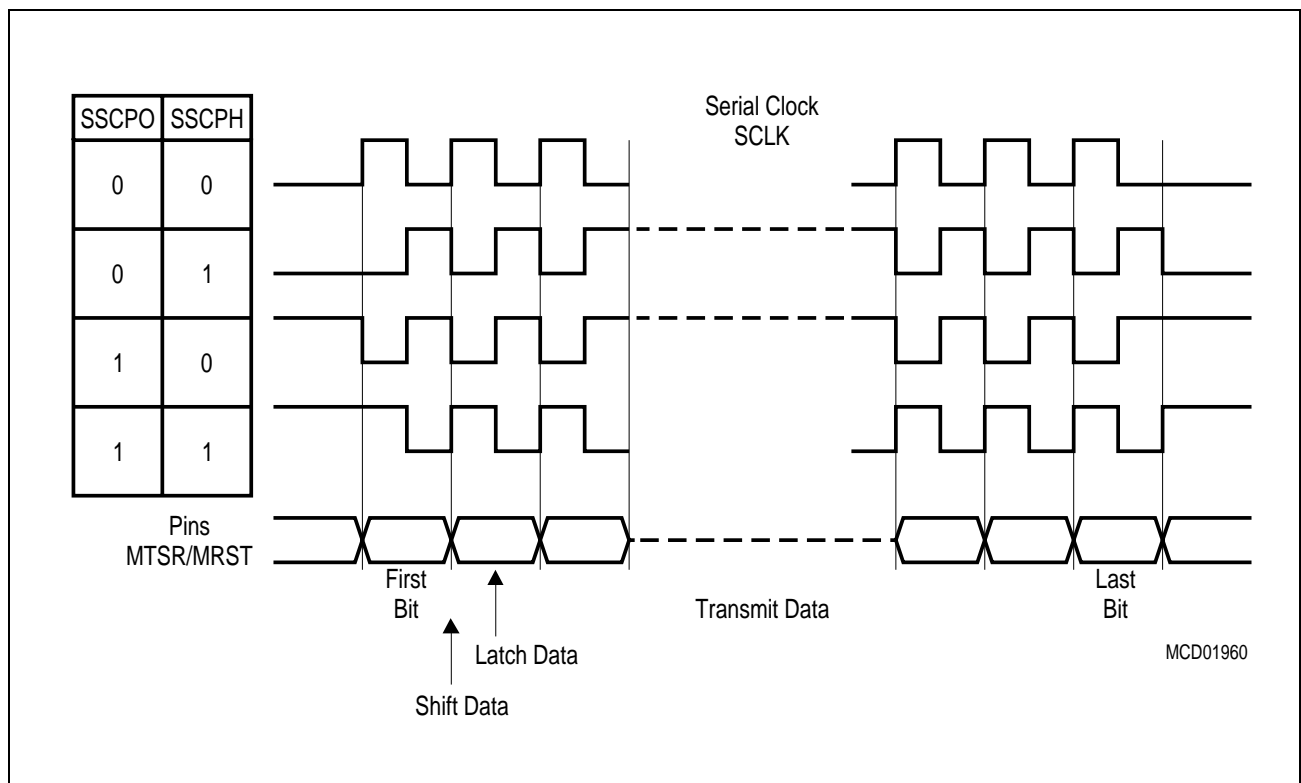 SSCPO SSCPH
Serial Clock
SCLK
0 0
0 1
1 0
1 1
Pins
MTSR/MRST
First
Bit
Last
Bit
Transmit Data
Latch Data
MCD01960
Shift Data